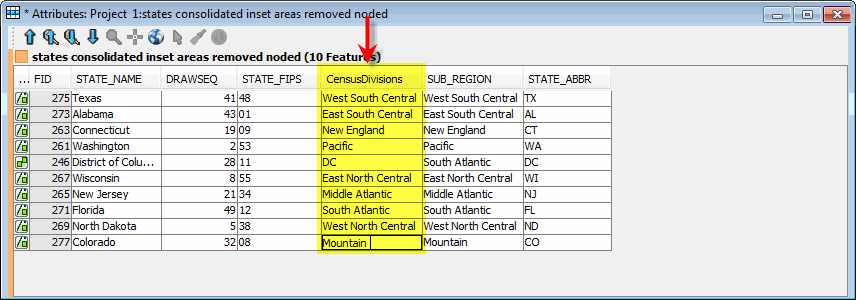 * Attributes: Project 1:states consolidated inset areas removed noded
states consolidated inset areas removed noded (10 Features)
... FID STATE_NAME DRAWSEQ STATE_FIPS CensusDivisions SUB_REGION STATE_ABBR
275 Texas 41 48 West South Central West South Central TX
273 Alabama 43 01 East South Central East South Central AL
263 Connecticut 19 09 New England New England CT
261 Washington 2 53 Pacific Pacific WA
246 District of Colu... 28 11 DC South Atlantic DC
267 Wisconsin 8 55 East North Central East North Central WI
265 New Jersey 21 34 Middle Atlantic Middle Atlantic NJ
271 Florida 49 12 South Atlantic South Atlantic FL
269 North Dakota 5 38 West North Central West North Central ND
277 Colorado 32 08 Mountain Mountain CO